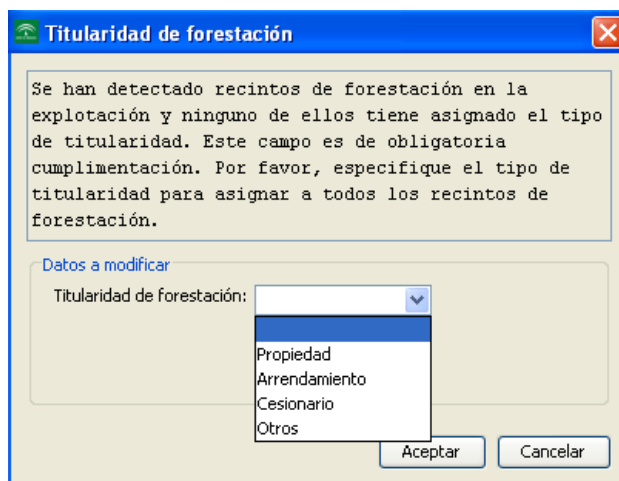 Titularidad de forestación
Se han detectado recintos de forestación en la
explotación y ninguno de ellos tiene asignado el tipo
de titularidad. Este campo es de obligatoria
cumplimentación. Por favor, especifique el tipo de
titularidad para asignar a todos los recintos de
forestación.
Datos a modificar
Titularidad de forestación:
Propiedad
Arrendamiento
Cesionario
Otros
Aceptar Cancelar